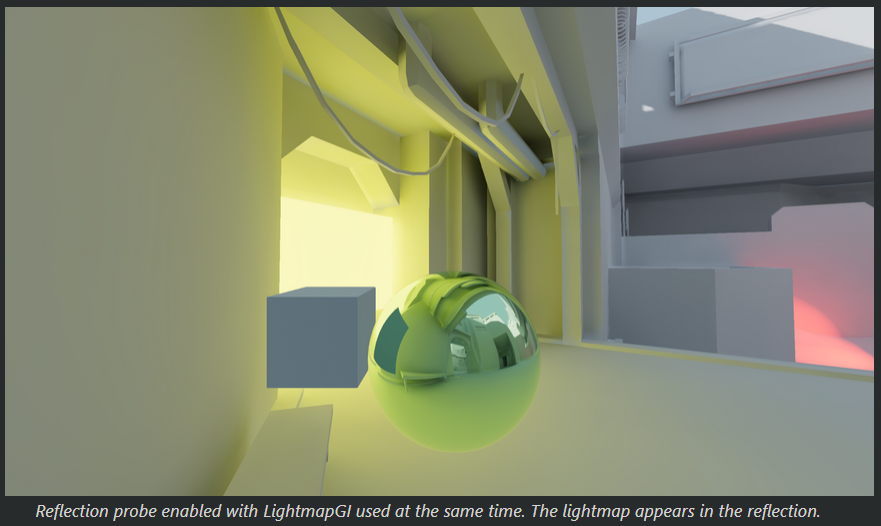 Reflection probe enabled with LightmapGI used at the same time. The lightmap appears in the reflection.